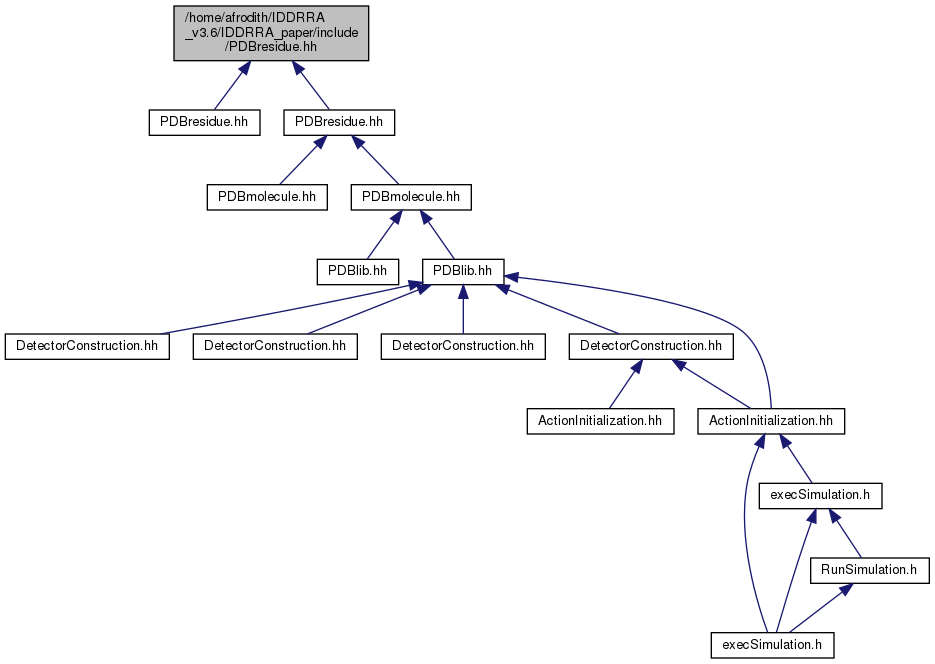 /home/afrodith/IDDRRA
_v3.6/IDDRRA_paper/include
/PDBresidue.hh
PDBresidue.hh
PDBresidue.hh
PDBmolecule.hh
PDBmolecule.hh
PDBlib.hh
PDBlib.hh
DetectorConstruction.hh
DetectorConstruction.hh
DetectorConstruction.hh
DetectorConstruction.hh
ActionInitialization.hh
ActionInitialization.hh
execSimulation.h
RunSimulation.h
execSimulation.h